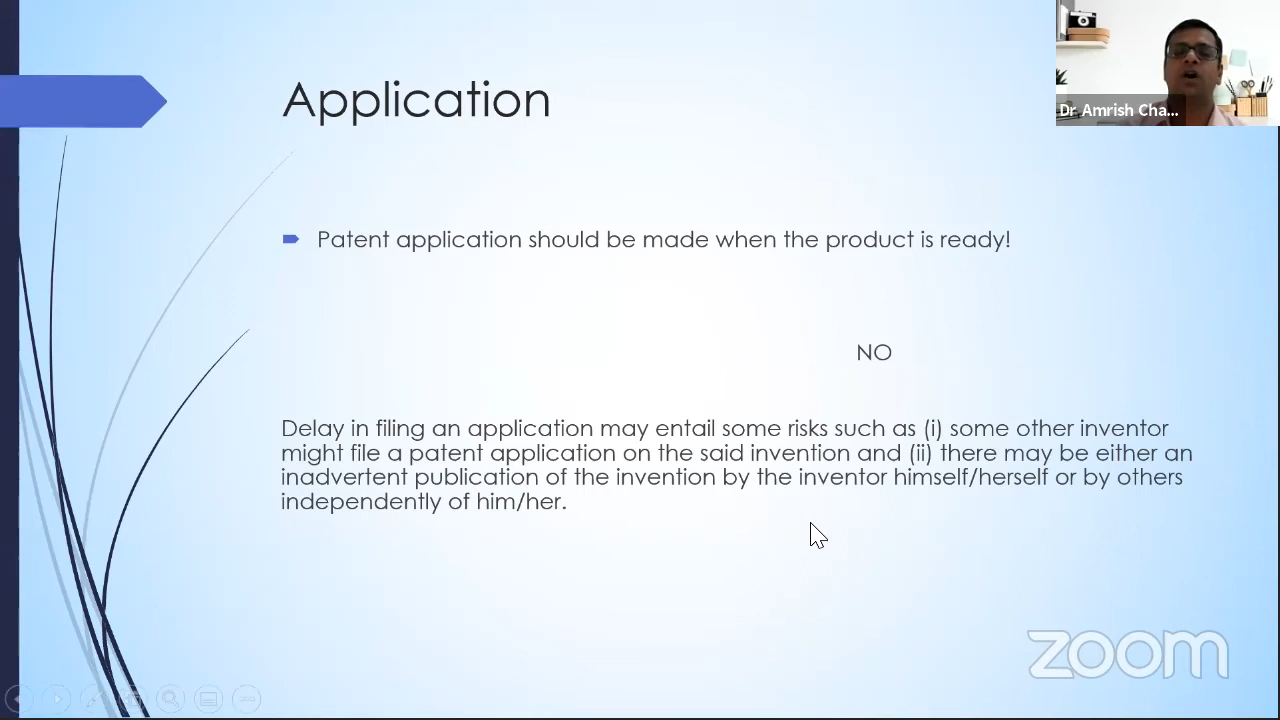 Application
Dr Amrish Cha...
Patent application should be made when the product is ready!
NO
Delay in filing an application may entail some risks such as (i) some other inventor
might file a patent application on the said invention and (ii) there may be either an
inadvertent publication of the invention by the inventor himself/herself or by others
independently of him/her.
zoom